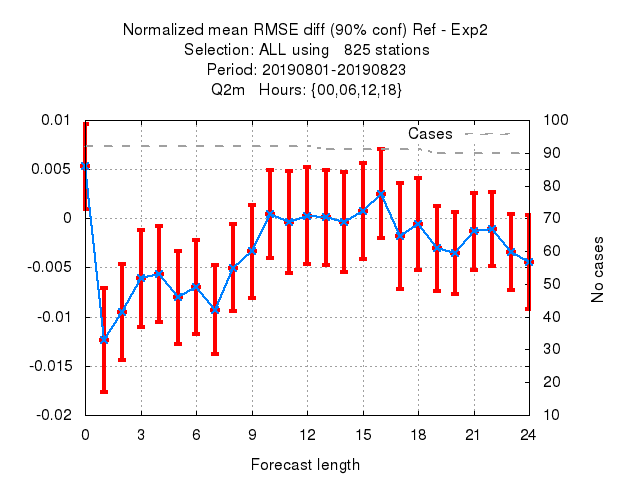 Normalized mean RMSE diff (90% conf) Ref - Exp2
Selection: ALL using   825 stations
Period: 20190801-20190823
Q2m   Hours: {00,06,12,18}
0.01
0.005
0
-0.005
-0.01
-0.015
-0.02
Cases
100
90
80
70
60
50
40
30
20
10
No cases
0 3 6 9 12 15 18 21 24
Forecast length